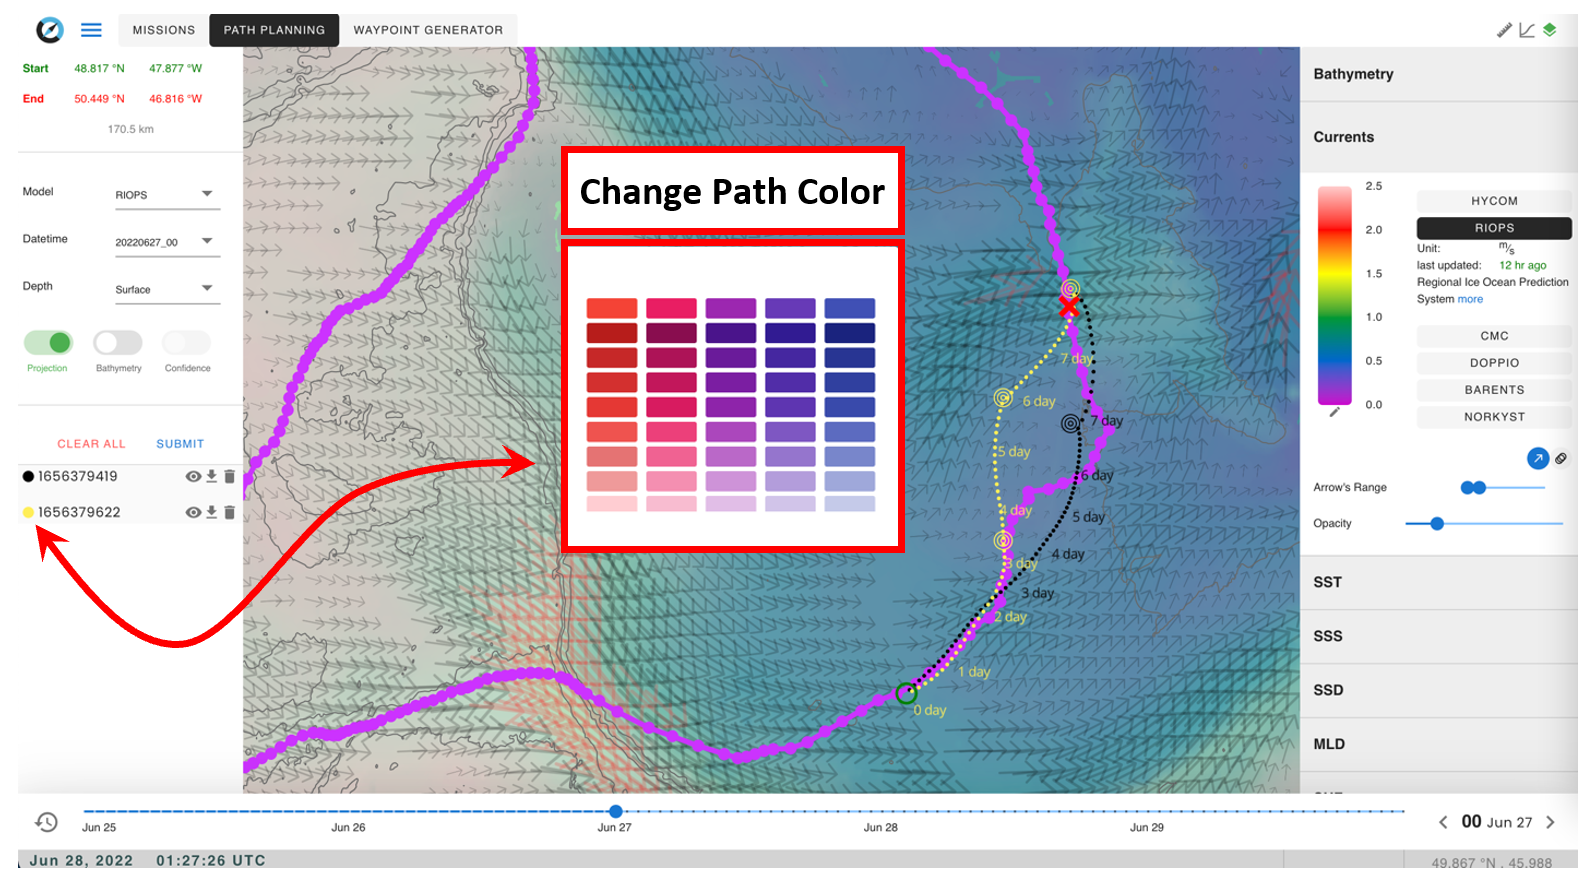 MISSIONS
PATH PLANNING
WAYPOINT GENERATOR
Start 48.817 °N 47.877 °W
End 50.449 °N 46.816 °W
170.5 km
Model RIOPS
Datetime 20220627_00
Depth Surface
Projection Bathymetry Confidence
CLEAR ALL SUBMIT
1656379419
1656379622
Change Path Color
7 day
6 day
7 day
5 day
6 day
4 day
5 day
4 day
3 day
3 day
2 day
1 day
0 day
Bathymetry
Currents
2.5
2.0
1.5
1.0
0.5
0.0
HYCOM
RIOPS
Unit: m/s
last updated: 12 hr ago
Regional Ice Ocean Prediction
System more
CMC
DOPPIO
BARENTS
NORKYST
Arrow's Range
Opacity
SST
SSS
SSD
MLD
Jun 25 Jun 26 Jun 27 Jun 28 Jun 29
00 Jun 27
Jun 28, 2022 01:27:26 UTC
49.867 °N , 45.988